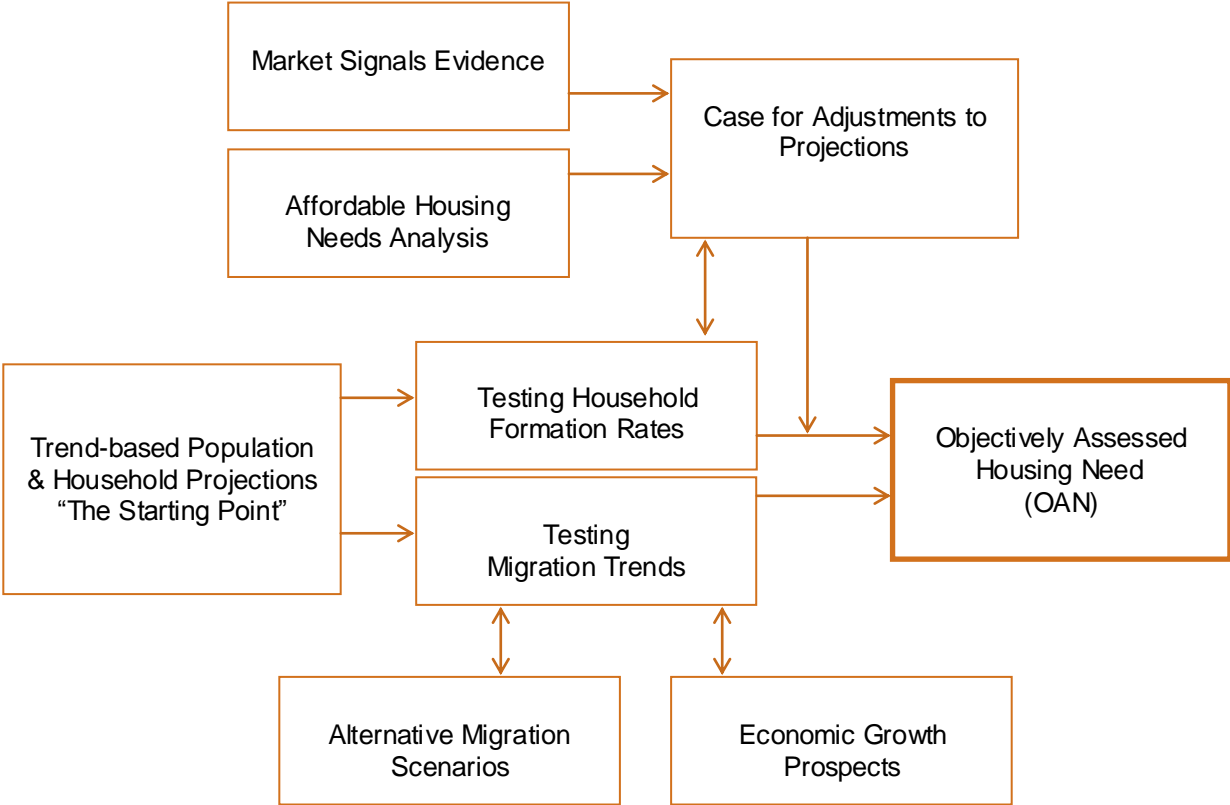 Market Signals Evidence
Case for Adjustments to
Projections
Affordable Housing
Needs Analysis
Trend-based Population
& Household Projections
“The Starting Point”
Testing Household
Formation Rates
Testing
Migration Trends
Objectively Assessed
Housing Need
(OAN)
Alternative Migration
Scenarios
Economic Growth
Prospects